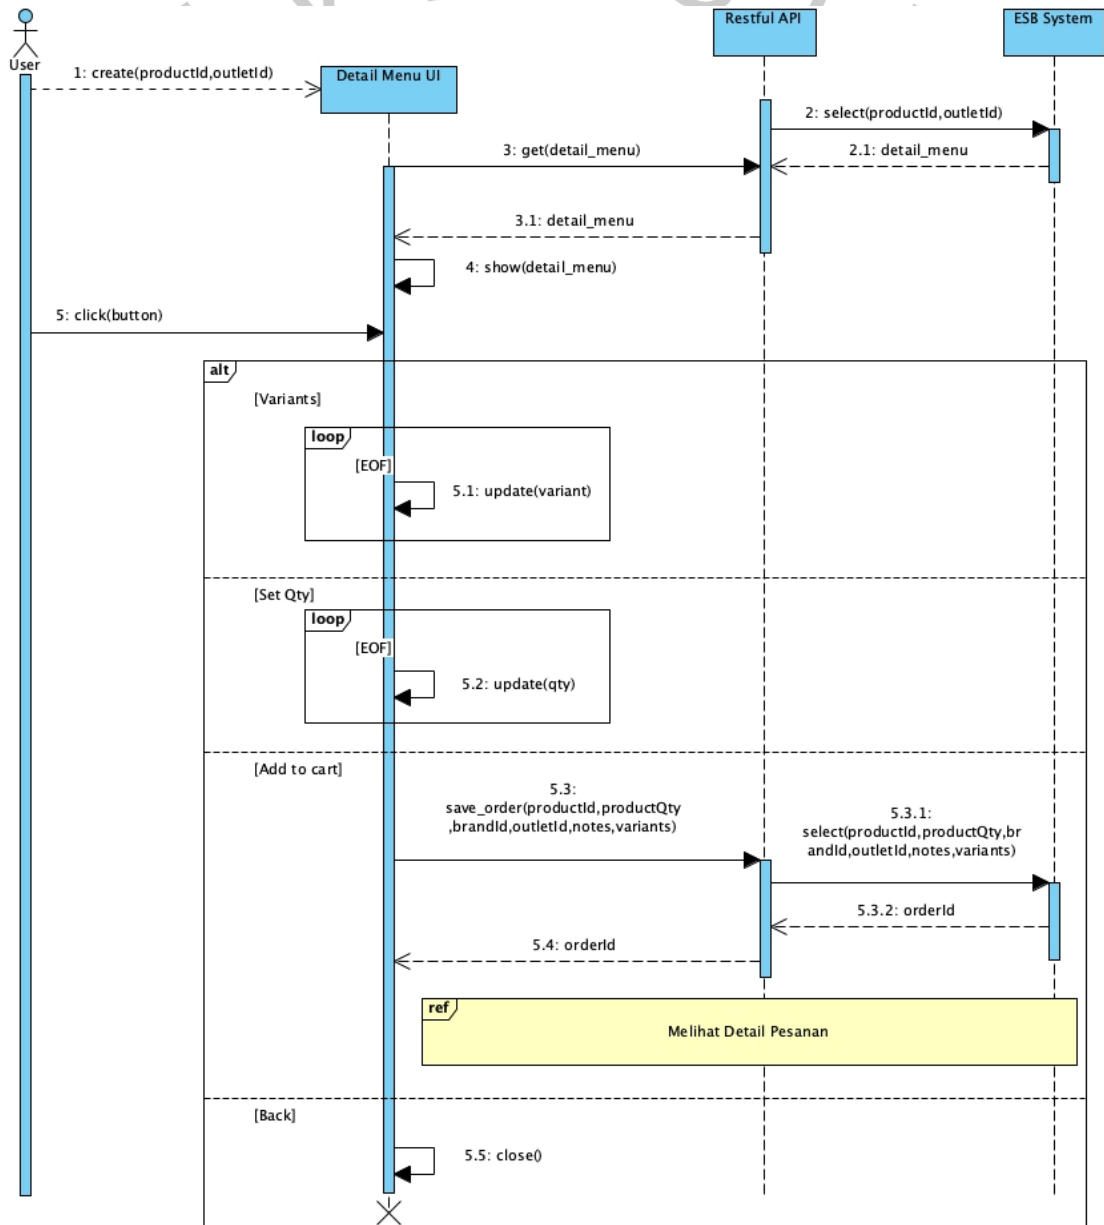 Restful API
ESB System
User
1: create(productId,outletId)
Detail Menu UI
2: select(productId,outletId)
3: get(detail_menu)
2.1: detail_menu
3.1: detail_menu
4: show(detail_menu)
5: click(button)
alt
[Variants]
loop
[EOF]
5.1: update(variant)
[Set Qty]
loop
[EOF]
5.2: update(qty)
[Add to cart]
5.3:
save_order(productId,productQty
,brandId,outletId,notes,variants)
5.3.1:
select(productId,productQty,br
andId,outletId,notes,variants)
5.3.2: orderId
5.4: orderId
ref
Melihat Detail Pesanan
[Back]
5.5: close()